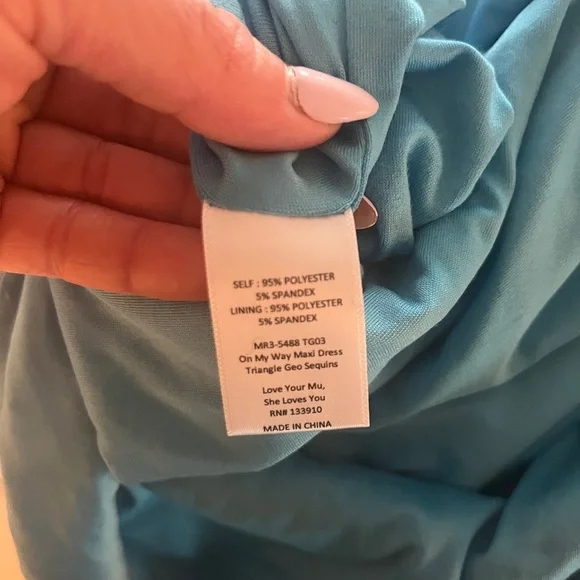 SELF : 95% POLYESTER
5% SPANDEX
LINING : 95% POLYESTER
5% SPANDEX
MR3-5488 TG03
On My Way Maxi Dress
Triangle Geo Sequins
Love Your Mu,
She Loves You
RN# 133910
MADE IN CHINA